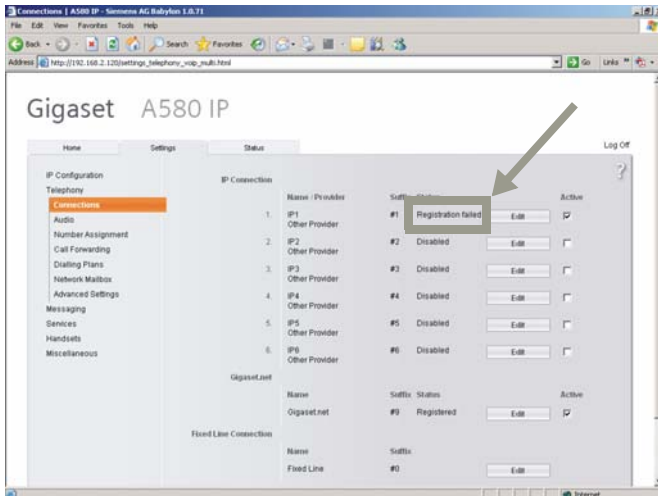 Connections | A580 IP - Siemens AG Babylon 1.0.71
File Edit View Favorites Tools Help
Back Search Favorites
Address http://192.168.2.120/settings_telephony_voip_multi.html Go Links »
Gigaset A580 IP
Home Settings Status Log Off
?
IP Configuration
Telephony
Connections
Audio
Number Assignment
Call Forwarding
Dialling Plans
Network Mailbox
Advanced Settings
Messaging
Services
Handsets
Miscellaneous
IP Connection
Name / Provider Suffix Status Active
1. IP1 #1 Registration failed Edit
Other Provider
2. IP2 #2 Disabled Edit
Other Provider
3. IP3 #3 Disabled Edit
Other Provider
4. IP4 #4 Disabled Edit
Other Provider
5. IP5 #5 Disabled Edit
Other Provider
6. IP6 #6 Disabled Edit
Other Provider
Gigaset.net
Name Suffix Status Active
Gigaset.net #9 Registered Edit
Fixed Line Connection
Name Suffix
Fixed Line #0 Edit
Internet